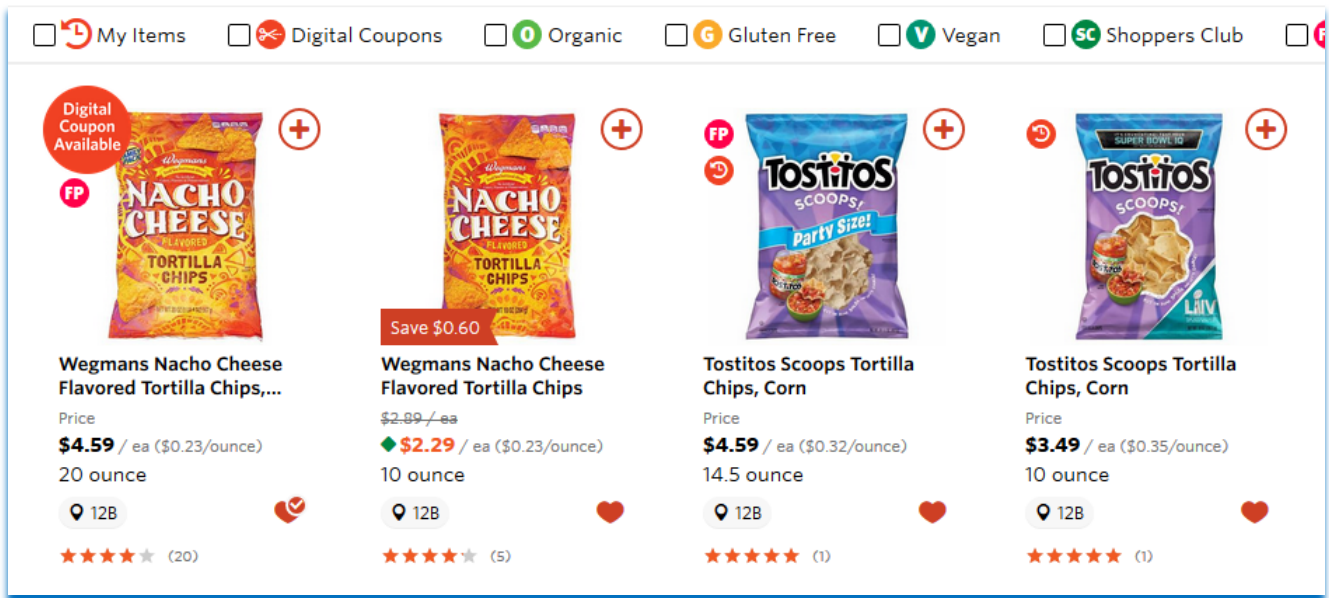 My Items
Digital Coupons
O Organic
G Gluten Free
V Vegan
SC Shoppers Club
Digital
Coupon
Available
FP
Wegmans
NACHO
CHEESE
FLAVORED
TORTILLA
CHIPS
Wegmans Nacho Cheese
Flavored Tortilla Chips,...
Price
$4.59 / ea ($0.23/ounce)
20 ounce
12B
(20)
Wegmans
NACHO
CHEESE
FLAVORED
TORTILLA
CHIPS
Save $0.60
Wegmans Nacho Cheese
Flavored Tortilla Chips
$2.89 / ea
$2.29 / ea ($0.23/ounce)
10 ounce
12B
(5)
FP
TOSTITOS
SCOOPS!
Party Size!
Tostitos Scoops Tortilla
Chips, Corn
Price
$4.59 / ea ($0.32/ounce)
14.5 ounce
12B
(1)
SUPER BOWL
TOSTITOS
SCOOPS!
LIV
Tostitos Scoops Tortilla
Chips, Corn
Price
$3.49 / ea ($0.35/ounce)
10 ounce
12B
(1)